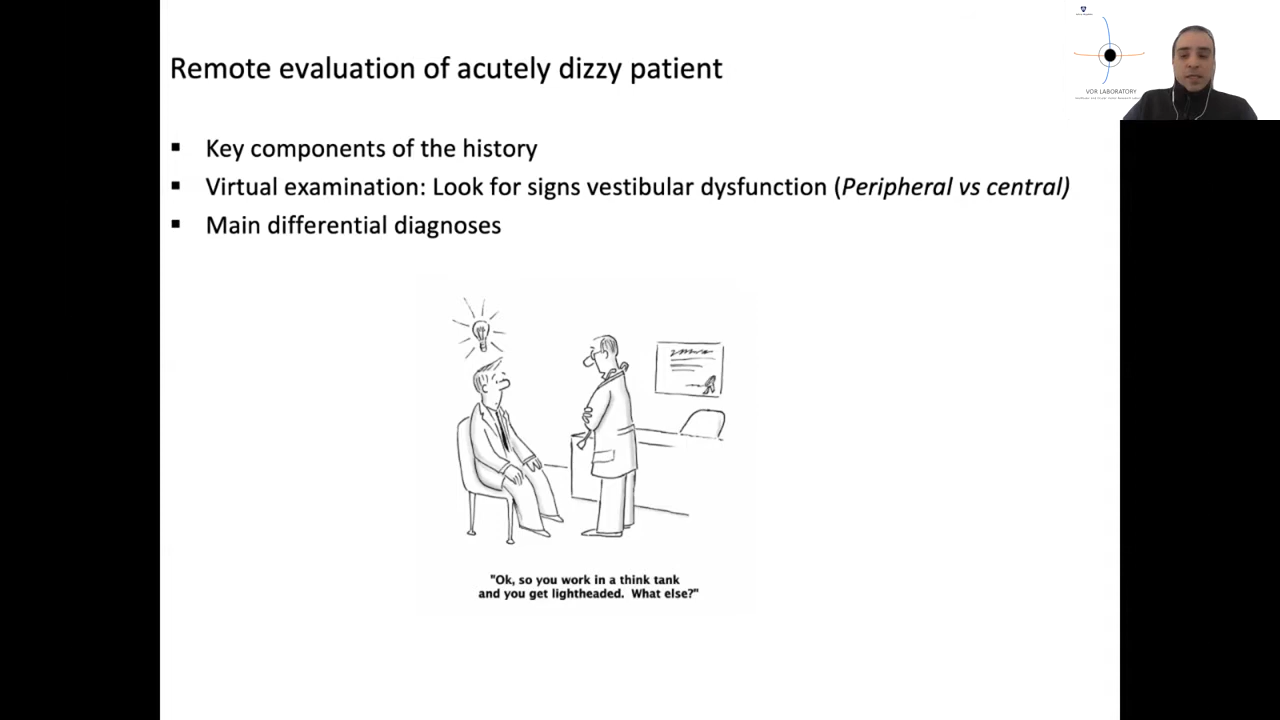 Remote evaluation of acutely dizzy patient
VOR LABORATORY
▪ Key components of the history
▪ Virtual examination: Look for signs vestibular dysfunction (Peripheral vs central)
▪ Main differential diagnoses
"Ok, so you work in a think tank
and you get lightheaded. What else?"